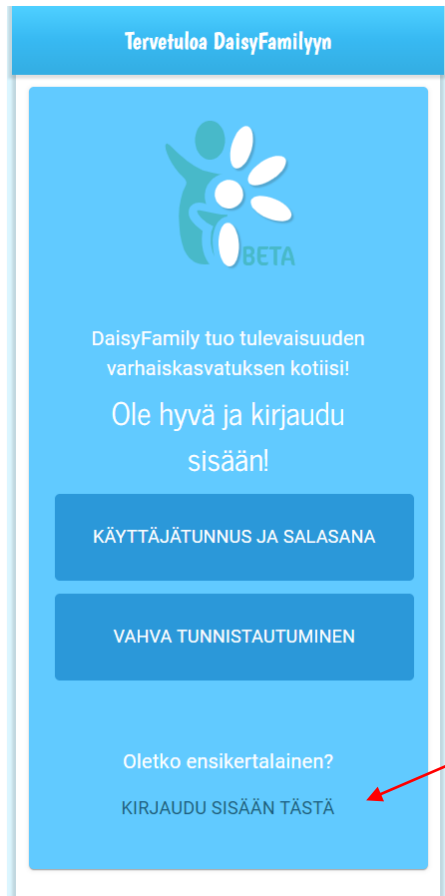 Tervetuloa DaisyFamilyyn
BETA
DaisyFamily tuo tulevaisuuden
varhaiskasvatuksen kotiisi!
Ole hyvä ja kirjaudu
sisään!
KÄYTTÄJÄTUNNUS JA SALASANA
VAHVA TUNNISTAUTUMINEN
Oletko ensikertalainen?
KIRJAUDU SISÄÄN TÄSTÄ